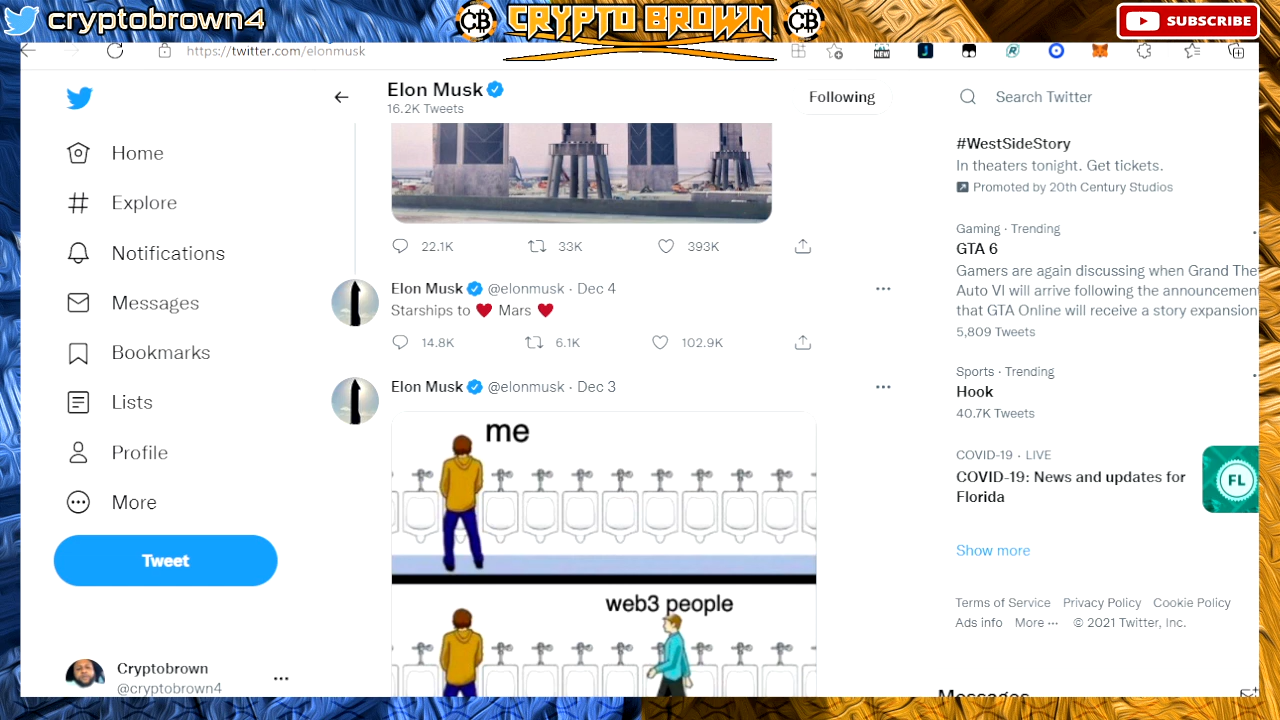 cryptobrown4
CB
CRYPTO BROWN
CB
SUBSCRIBE
https://twitter.com/elonmusk
NEW
J
Elon Musk
16.2K Tweets
Following
Search Twitter
Home
Explore
Notifications
Messages
Bookmarks
Lists
Profile
More
Tweet
Cryptobrown
@cryptobrown4
22.1K
33K
393K
Elon Musk @elonmusk · Dec 4
Starships to ♥ Mars ♥
14.8K
6.1K
102.9K
Elon Musk @elonmusk · Dec 3
me
web3 people
#WestSideStory
In theaters tonight. Get tickets.
Promoted by 20th Century Studios
Gaming · Trending
GTA 6
Gamers are again discussing when Grand The
Auto VI will arrive following the announcemen
that GTA Online will receive a story expansion
5,809 Tweets
Sports · Trending
Hook
40.7K Tweets
COVID-19 · LIVE
COVID-19: News and updates for
Florida
FL
Show more
Terms of Service Privacy Policy Cookie Policy
Ads info More ··· © 2021 Twitter, Inc.
Messages